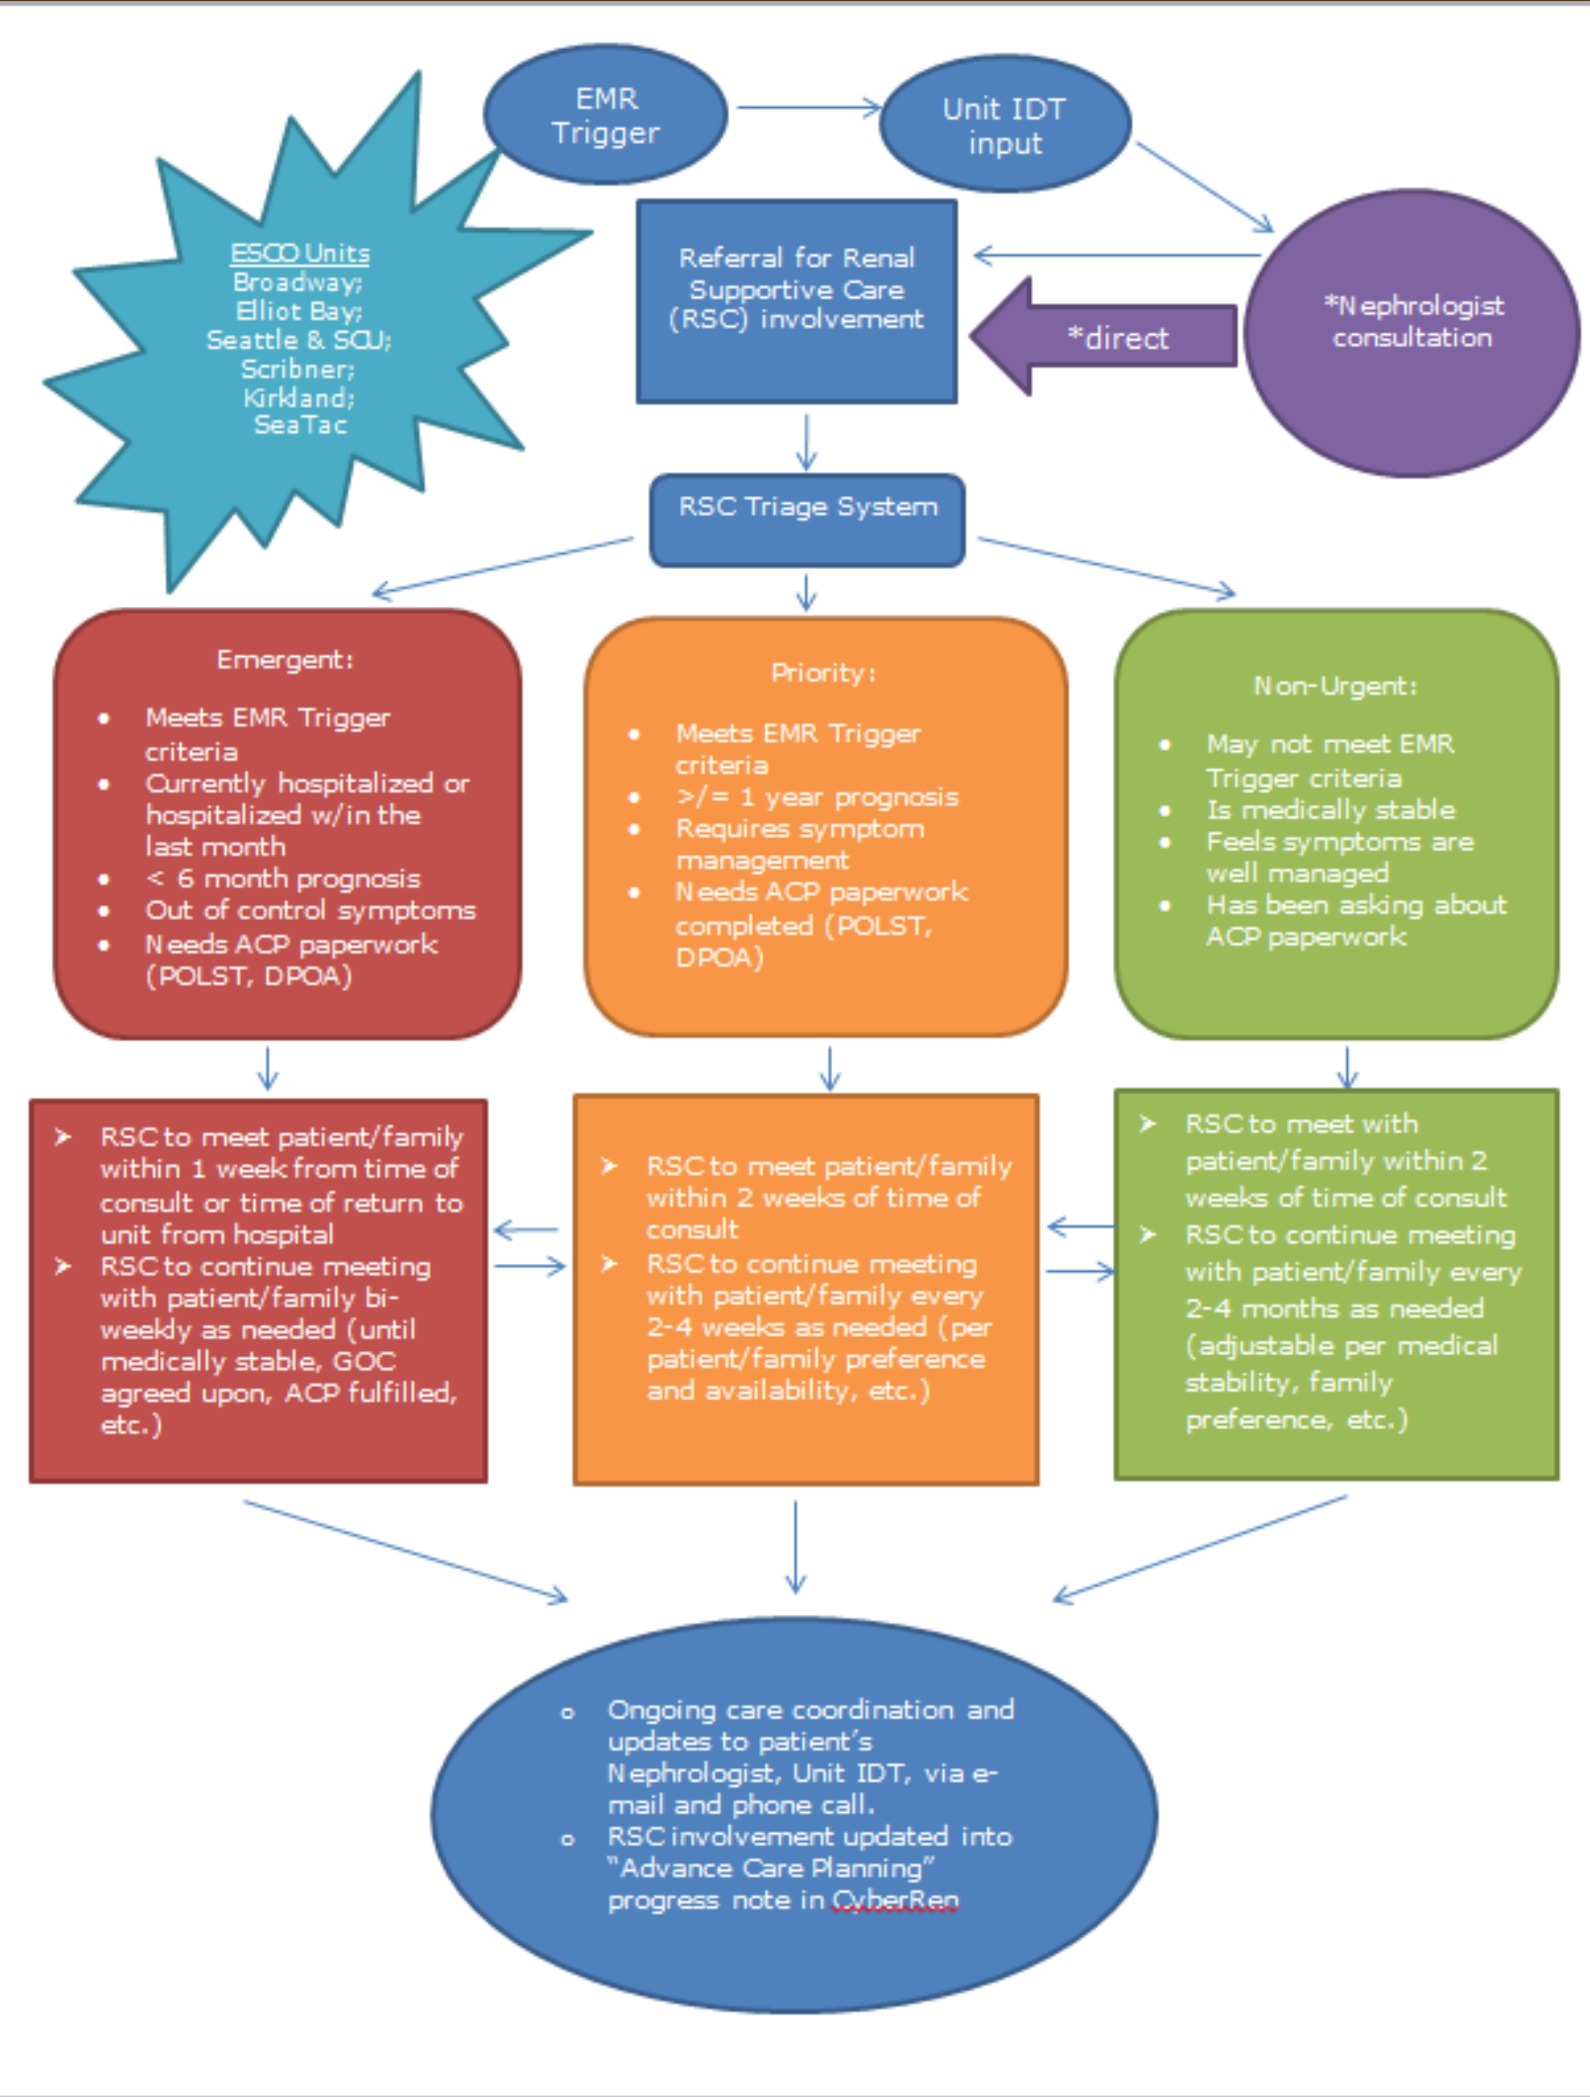 EMR
Trigger
Unit IDT
input
ESCO Units
Broadway;
Elliot Bay;
Seattle & SCU;
Scribner;
Kirkland;
SeaTac
Referral for Renal
Supportive Care
(RSC) involvement
*direct
*Nephrologist
consultation
RSC Triage System
Emergent:
• Meets EMR Trigger
criteria
• Currently hospitalized or
hospitalized w/in the
last month
• < 6 month prognosis
• Out of control symptoms
• Needs ACP paperwork
(POLST, DPOA)
Priority:
• Meets EMR Trigger
criteria
• >/= 1 year prognosis
• Requires symptom
management
• Needs ACP paperwork
completed (POLST,
DPOA)
Non-Urgent:
• May not meet EMR
Trigger criteria
• Is medically stable
• Feels symptoms are
well managed
• Has been asking about
ACP paperwork
➢ RSC to meet patient/family
within 1 week from time of
consult or time of return to
unit from hospital
➢ RSC to continue meeting
with patient/family bi-
weekly as needed (until
medically stable, GOC
agreed upon, ACP fulfilled,
etc.)
➢ RSC to meet patient/family
within 2 weeks of time of
consult
➢ RSC to continue meeting
with patient/family every
2-4 weeks as needed (per
patient/family preference
and availability, etc.)
➢ RSC to meet with
patient/family within 2
weeks of time of consult
➢ RSC to continue meeting
with patient/family every
2-4 months as needed
(adjustable per medical
stability, family
preference, etc.)
o Ongoing care coordination and
updates to patient’s
Nephrologist, Unit IDT, via e-
mail and phone call.
o RSC involvement updated into
“Advance Care Planning”
progress note in CyberRen